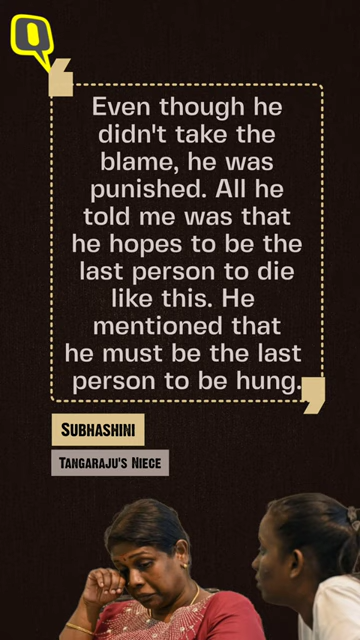 Q
Even though he
didn't take the
blame, he was
punished. All he
told me was that
he hopes to be the
last person to die
like this. He
mentioned that
he must be the last
person to be hung.
SUBHASHINI
TANGARAJU'S NIECE